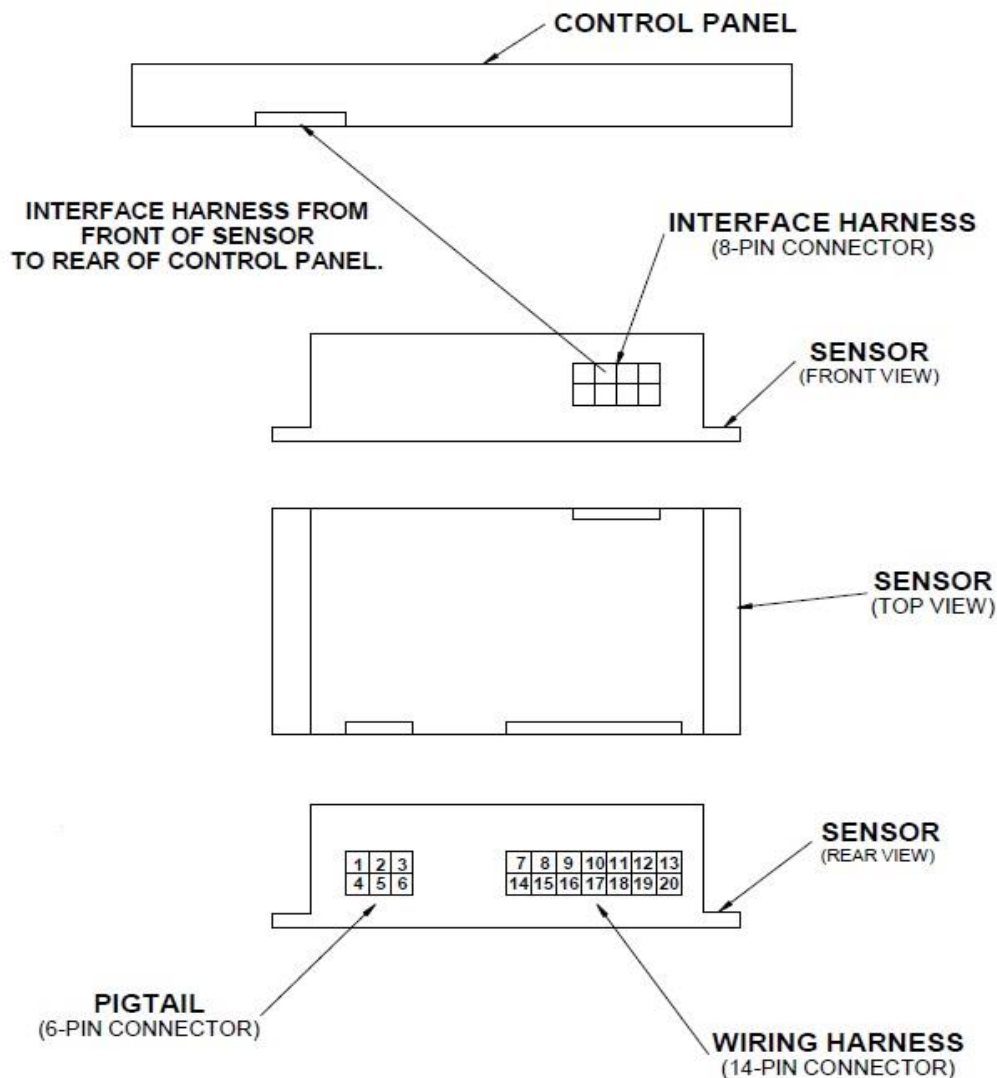 CONTROL PANEL
INTERFACE HARNESS FROM
FRONT OF SENSOR
TO REAR OF CONTROL PANEL.
INTERFACE HARNESS
(8-PIN CONNECTOR)
SENSOR
(FRONT VIEW)
SENSOR
(TOP VIEW)
SENSOR
(REAR VIEW)
1 2 3
4 5 6
7 8 9 10 11 12 13
14 15 16 17 18 19 20
PIGTAIL
(6-PIN CONNECTOR)
WIRING HARNESS
(14-PIN CONNECTOR)